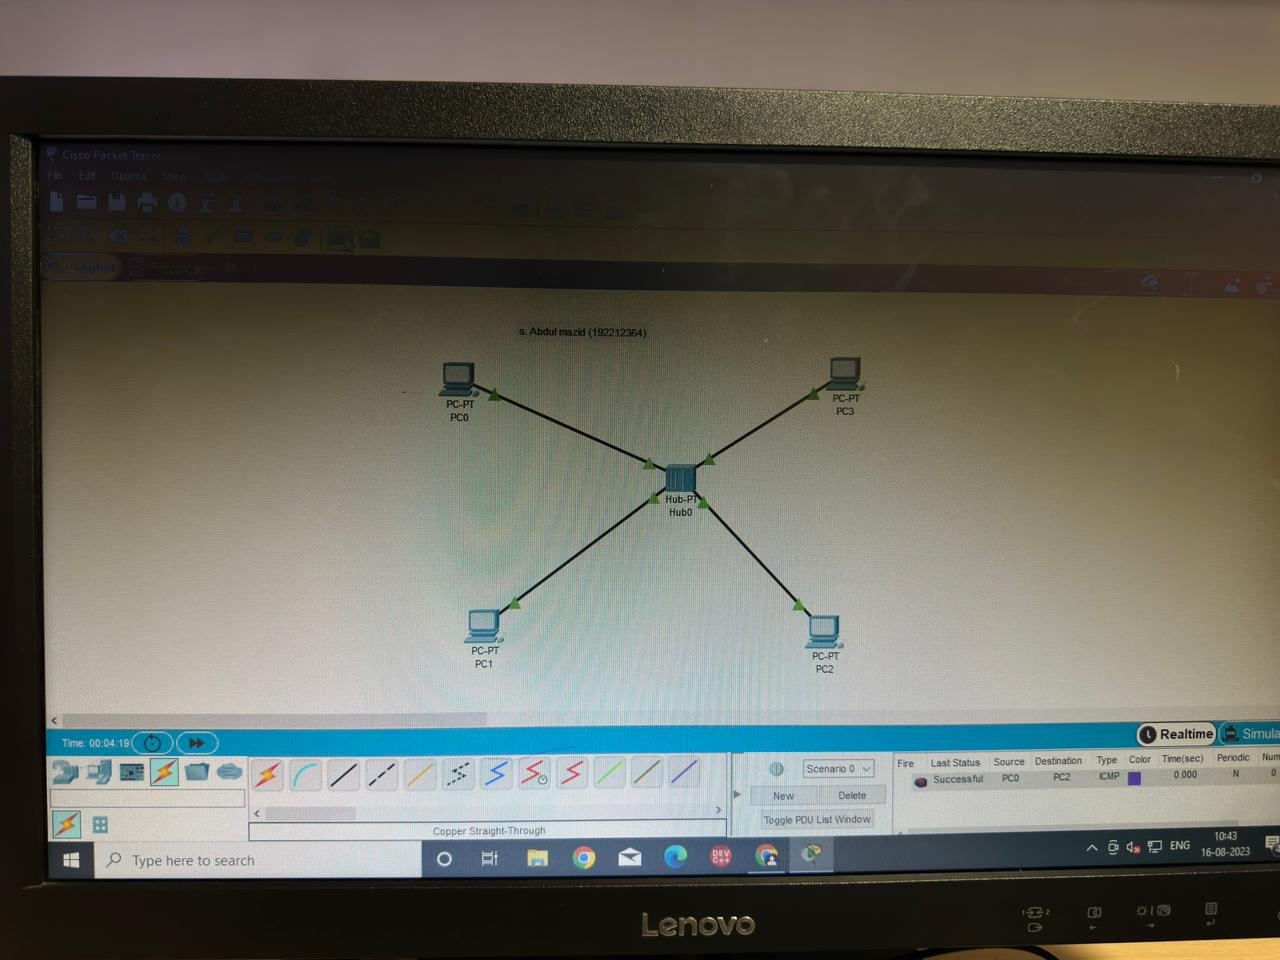 Cisco Packet Tracer
File Edit Options View
Logical Physical
s. Abdul mazid (192212364)
PC-PT
PC0
PC-PT
PC3
Hub-PT
Hub0
PC-PT
PC1
PC-PT
PC2
Time: 00:04:19
Realtime
Simula
Scenario 0
New
Delete
Toggle PDU List Window
Fire Last Status Source Destination Type Color Time(sec) Periodic Num
Successful PC0 PC2 ICMP 0.000 N 0
Copper Straight-Through
Type here to search
DEV C++
ENG
10:43
16-08-2023
Lenovo